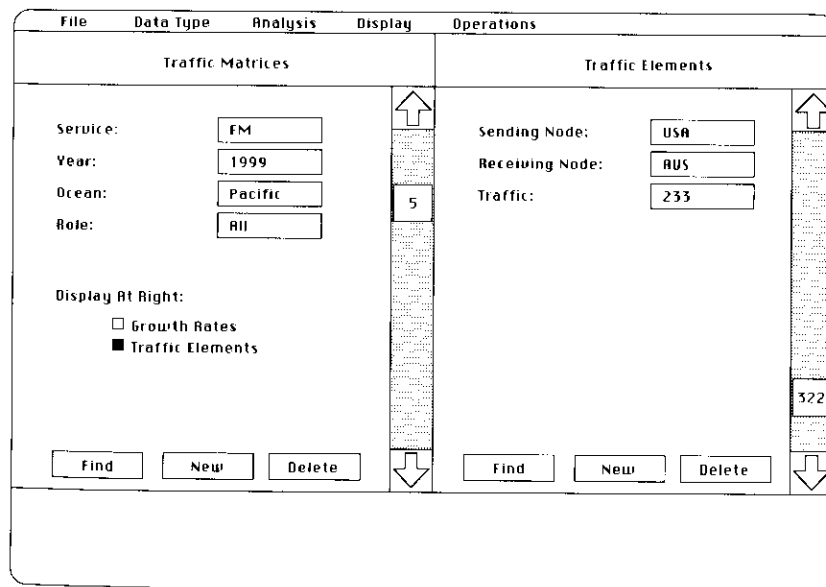 File Data Type Analysis Display Operations
Traffic Matrices
Service: FM
Year: 1999
Ocean: Pacific
Role: All
5
Display At Right:
Growth Rates
Traffic Elements
Find New Delete
Traffic Elements
Sending Node: USA
Receiving Node: AUS
Traffic: 233
322
Find New Delete